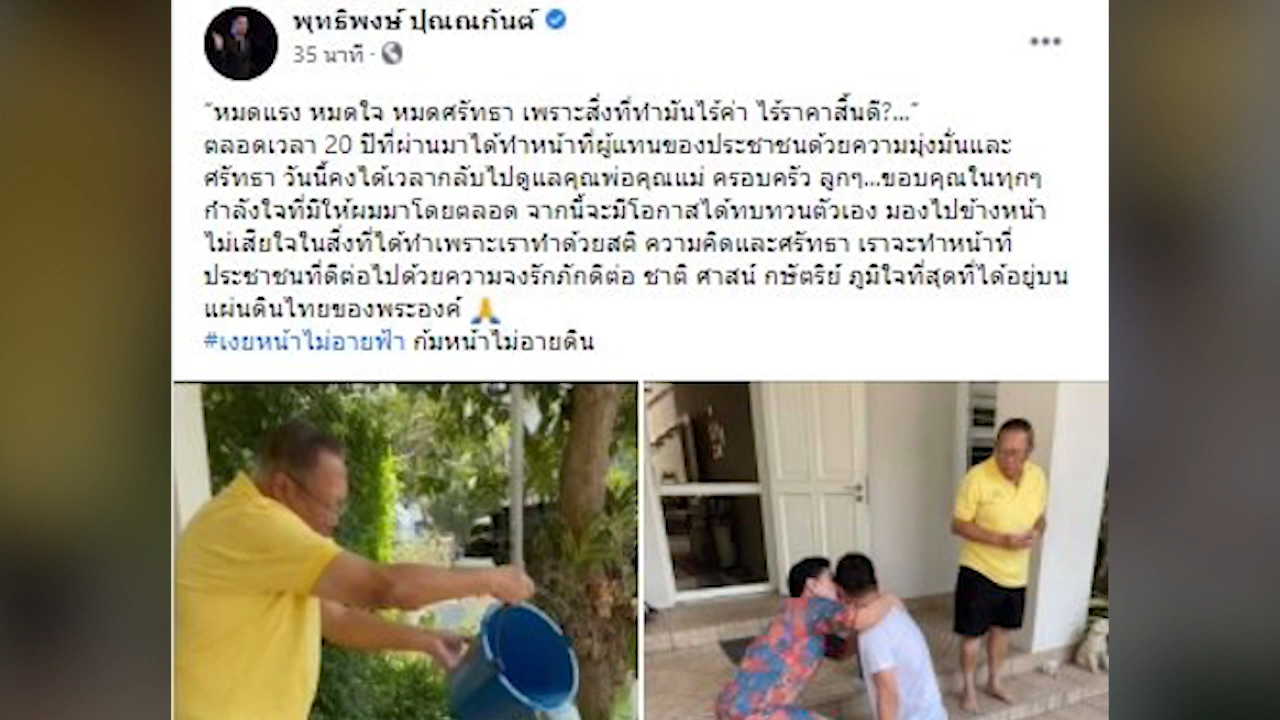 พุทธิพงษ์ ปุณณกันต์
35 นาที ·
"หมดแรง หมดใจ หมดศรัทธา เพราะสิ่งที่ทำมันไร้ค่า ไร้ราคาสิ้นดี?..."
ตลอดเวลา 20 ปีที่ผ่านมาได้ทำหน้าที่ผู้แทนของประชาชนด้วยความมุ่งมั่นและ
ศรัทธา วันนี้คงได้เวลากลับไปดูแลคุณพ่อคุณแม่ ครอบครัว ลูกๆ...ขอบคุณในทุกๆ
กำลังใจที่มีให้ผมมาโดยตลอด จากนี้จะมีโอกาสได้ทบทวนตัวเอง มองไปข้างหน้า
ไม่เสียใจในสิ่งที่ได้ทำเพราะเราทำด้วยสติ ความคิดและศรัทธา เราจะทำหน้าที่
ประชาชนที่ดีต่อไปด้วยความจงรักภักดีต่อ ชาติ ศาสน์ กษัตริย์ ภูมิใจที่สุดที่ได้อยู่บน
แผ่นดินไทยของพระองค์ 🙏
#เงยหน้าไม่อายฟ้า ก้มหน้าไม่อายดิน